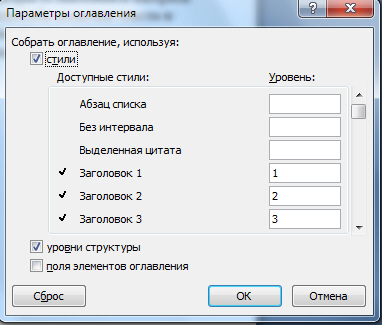 Параметры оглавления
Собрать оглавление, используя:
стили
Доступные стили: Уровень:
Абзац списка
Без интервала
Выделенная цитата
Заголовок 1 1
Заголовок 2 2
Заголовок 3 3
уровни структуры
поля элементов оглавления
Сброс ОК Отмена